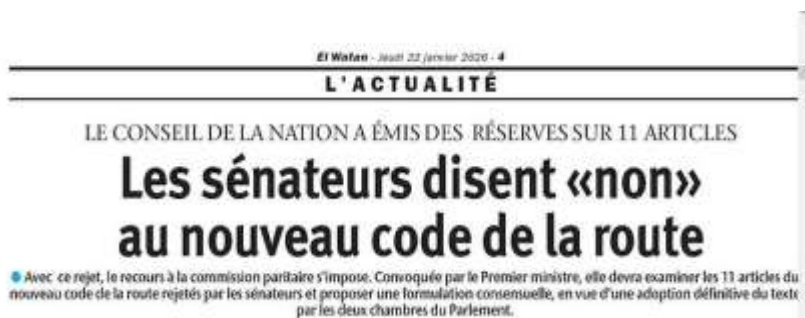 El Watan - Jeudi 22 janvier 2026 - 4
L'ACTUALITÉ
LE CONSEIL DE LA NATION A ÉMIS DES RÉSERVES SUR 11 ARTICLES
Les sénateurs disent «non»
au nouveau code de la route
● Avec ce rejet, le recours à la commission paritaire s'impose. Convoquée par le Premier ministre, elle devra examiner les 11 articles du
nouveau code de la route rejetés par les sénateurs et proposer une formulation consensuelle, en vue d'une adoption définitive du texte
par les deux chambres du Parlement.